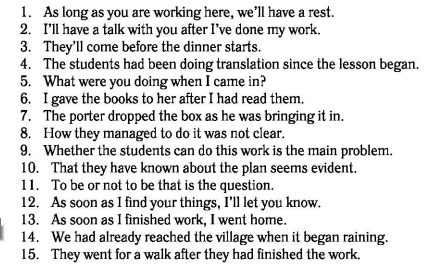 1. As long as you are working here, we'll have a rest.
2. I'll have a talk with you after I've done my work.
3. They'll come before the dinner starts.
4. The students had been doing translation since the lesson began.
5. What were you doing when I came in?
6. I gave the books to her after I had read them.
7. The porter dropped the box as he was bringing it in.
8. How they managed to do it was not clear.
9. Whether the students can do this work is the main problem.
10. That they have known about the plan seems evident.
11. To be or not to be that is the question.
12. As soon as I find your things, I'll let you know.
13. As soon as I finished work, I went home.
14. We had already reached the village when it began raining.
15. They went for a walk after they had finished the work.